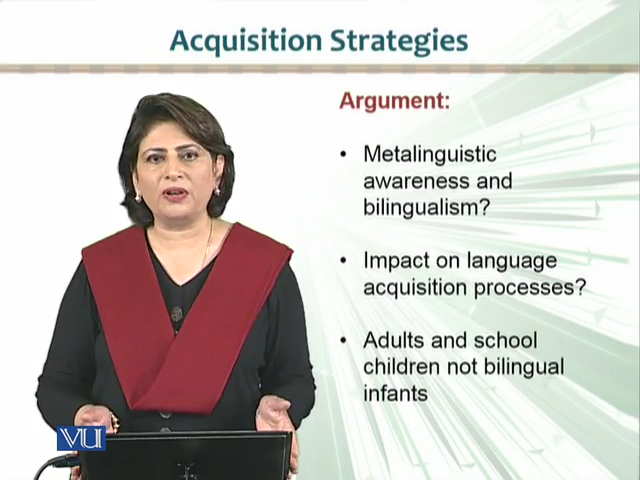 Acquisition Strategies
Argument:
• Metalinguistic
awareness and
bilingualism?
• Impact on language
acquisition processes?
• Adults and school
children not bilingual
infants
VU